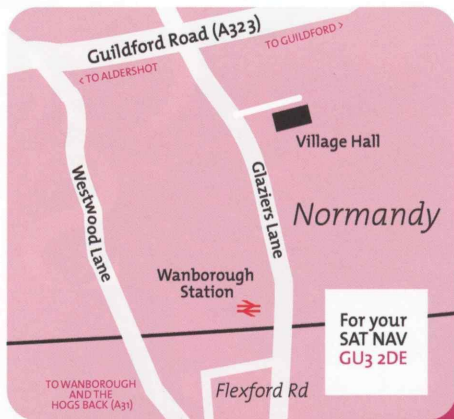 Guildford Road (A323)
< TO ALDERSHOT
TO GUILDFORD >
Village Hall
Westwood Lane
Glaziers Lane
Normandy
Wanborough
Station
For your
SAT NAV
GU3 2DE
TO WANBOROUGH
AND THE
HOGS BACK (A31)
Flexford Rd